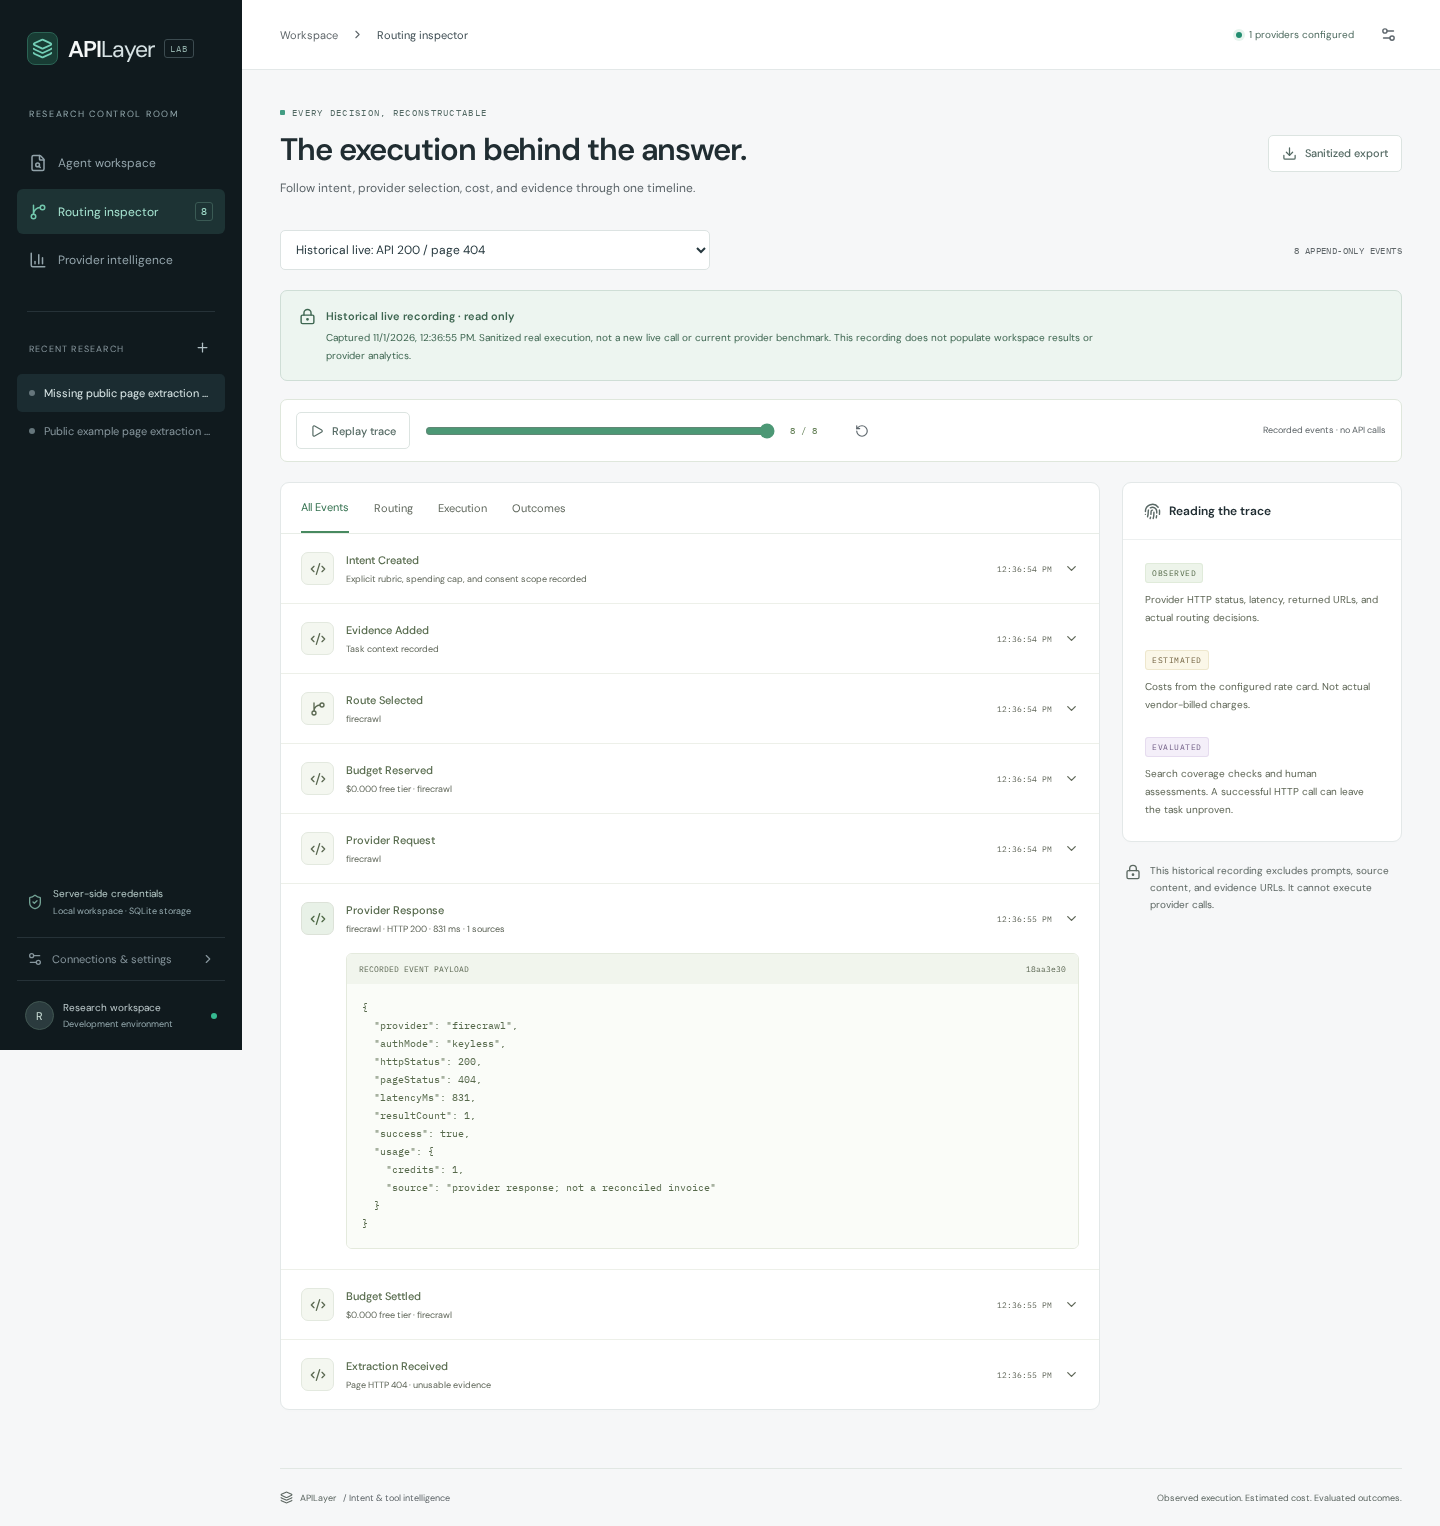 APILayer LAB
RESEARCH CONTROL ROOM
Agent workspace
Routing inspector 8
Provider intelligence
RECENT RESEARCH
Missing public page extraction ...
Public example page extraction ...
Server-side credentials
Local workspace · SQLite storage
Connections & settings
R
Research workspace
Development environment
Workspace > Routing inspector
1 providers configured
EVERY DECISION, RECONSTRUCTABLE
The execution behind the answer.
Follow intent, provider selection, cost, and evidence through one timeline.
Sanitized export
Historical live: API 200 / page 404
8 APPEND-ONLY EVENTS
Historical live recording · read only
Captured 11/1/2026, 12:36:55 PM. Sanitized real execution, not a new live call or current provider benchmark. This recording does not populate workspace results or
provider analytics.
Replay trace
8 / 8
Recorded events · no API calls
All Events Routing Execution Outcomes
Intent Created
Explicit rubric, spending cap, and consent scope recorded
12:36:54 PM
Evidence Added
Task context recorded
12:36:54 PM
Route Selected
firecrawl
12:36:54 PM
Budget Reserved
$0.000 free tier · firecrawl
12:36:54 PM
Provider Request
firecrawl
12:36:54 PM
Provider Response
firecrawl · HTTP 200 · 831 ms · 1 sources
12:36:55 PM
RECORDED EVENT PAYLOAD 18aa3e30
{
"provider": "firecrawl",
"authMode": "keyless",
"httpStatus": 200,
"pageStatus": 404,
"latencyMs": 831,
"resultCount": 1,
"success": true,
"usage": {
"credits": 1,
"source": "provider response; not a reconciled invoice"
}
}
Budget Settled
$0.000 free tier · firecrawl
12:36:55 PM
Extraction Received
Page HTTP 404 · unusable evidence
12:36:55 PM
Reading the trace
OBSERVED
Provider HTTP status, latency, returned URLs, and
actual routing decisions.
ESTIMATED
Costs from the configured rate card. Not actual
vendor-billed charges.
EVALUATED
Search coverage checks and human
assessments. A successful HTTP call can leave
the task unproven.
This historical recording excludes prompts, source
content, and evidence URLs. It cannot execute
provider calls.
APILayer / Intent & tool intelligence
Observed execution. Estimated cost. Evaluated outcomes.